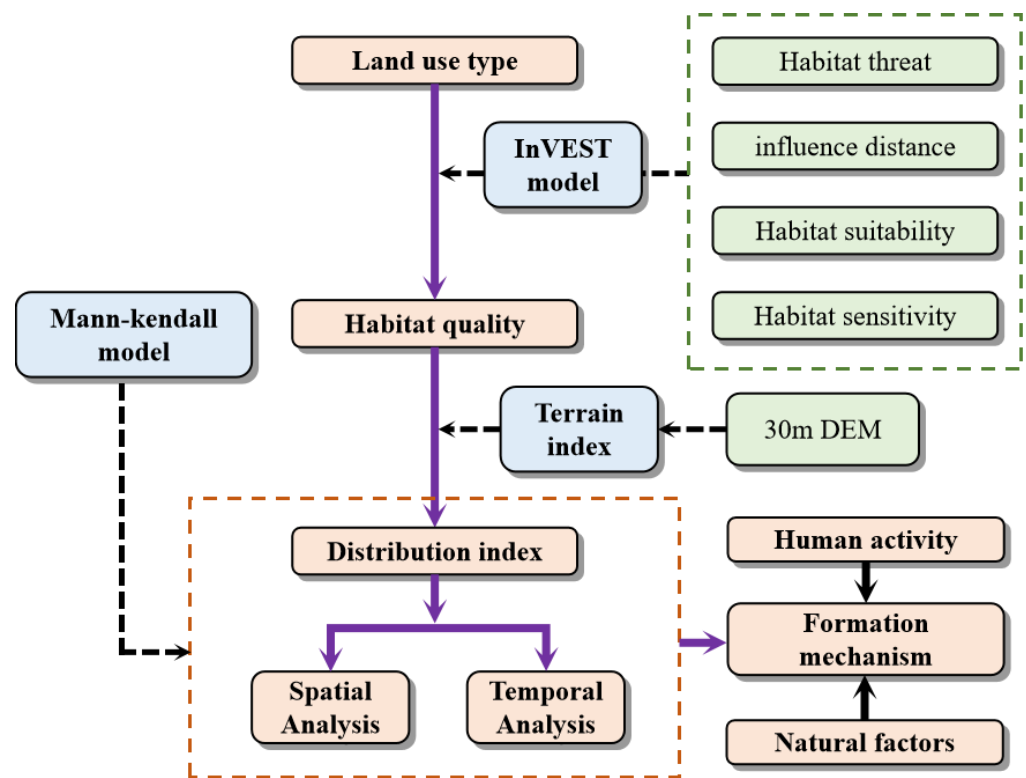 Land use type
Habitat threat
InVEST
model
influence distance
Habitat suitability
Habitat sensitivity
Mann-kendall
model
Habitat quality
Terrain
index
30m DEM
Distribution index
Human activity
Formation
mechanism
Spatial
Analysis
Temporal
Analysis
Natural factors